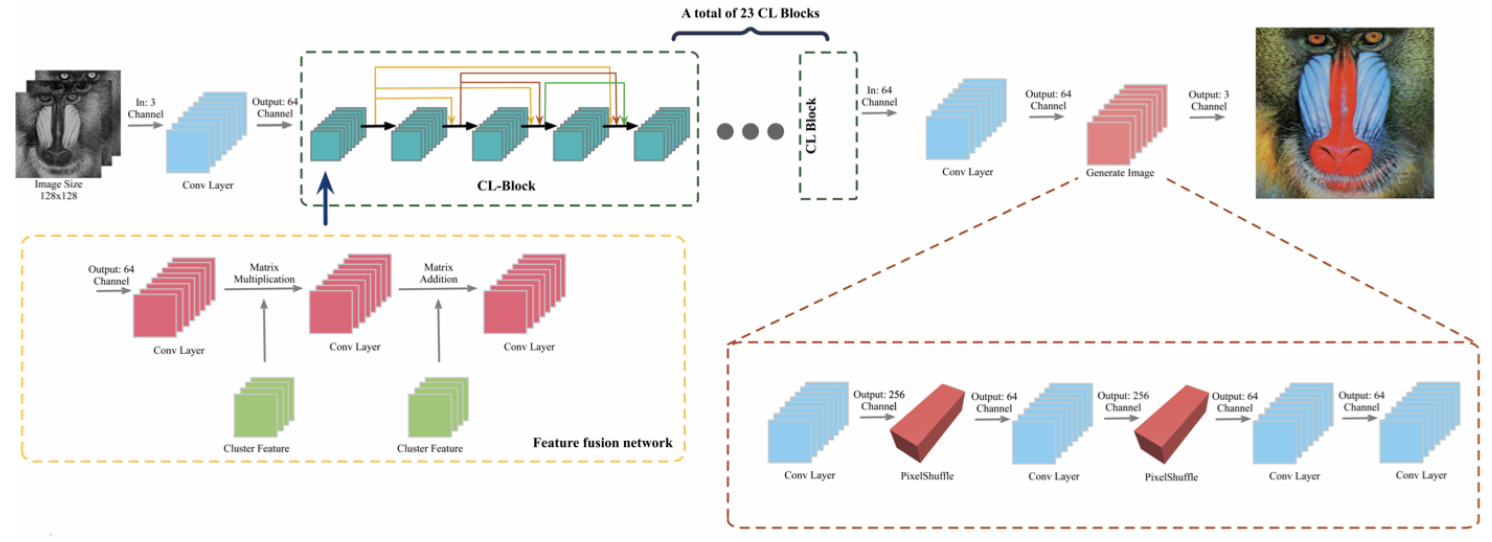 A total of 23 CL Blocks
In: 3
Channel
Output: 64
Channel
In: 64
Channel
Output: 64
Channel
Output: 3
Channel
CL Block
Image Size
128x128
Conv Layer
CL-Block
Conv Layer
Generate Image
Output: 64
Channel
Matrix
Multiplication
Matrix
Addition
Conv Layer
Conv Layer
Conv Layer
Cluster Feature
Cluster Feature
Feature fusion network
Output: 256
Channel
Output: 64
Channel
Output: 256
Channel
Output: 64
Channel
Output: 64
Channel
Conv Layer
PixelShuffle
Conv Layer
PixelShuffle
Conv Layer
Conv Layer